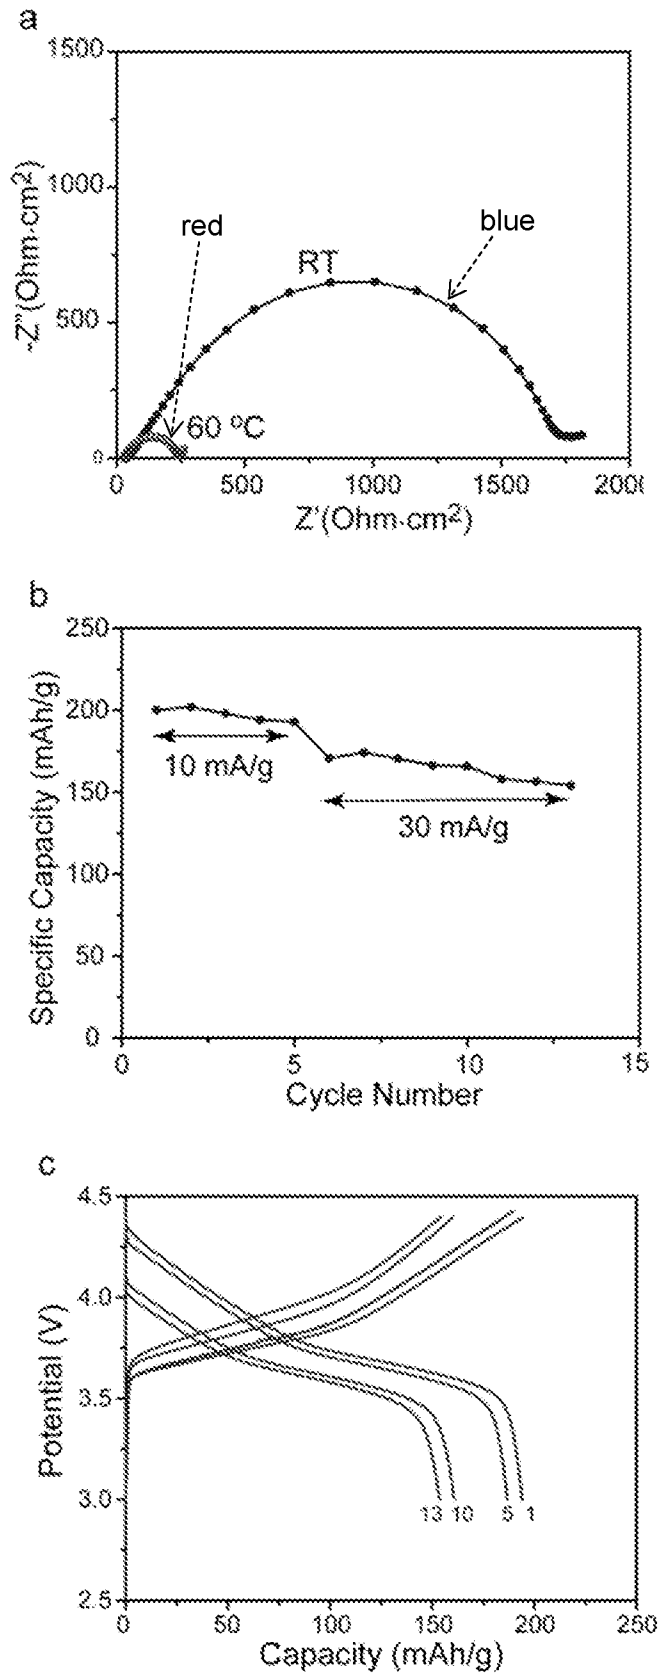 a
1500
1000
500
0
-Z"(Ohm·cm²)
red
blue
RT
60 °C
0 500 1000 1500 2000
Z'(Ohm·cm²)
b
250
200
150
100
50
0
Specific Capacity (mAh/g)
10 mA/g
30 mA/g
0 5 10 15
Cycle Number
c
4.5
4.0
3.5
3.0
2.5
Potential (V)
13 10 5 1
0 50 100 150 200 250
Capacity (mAh/g)